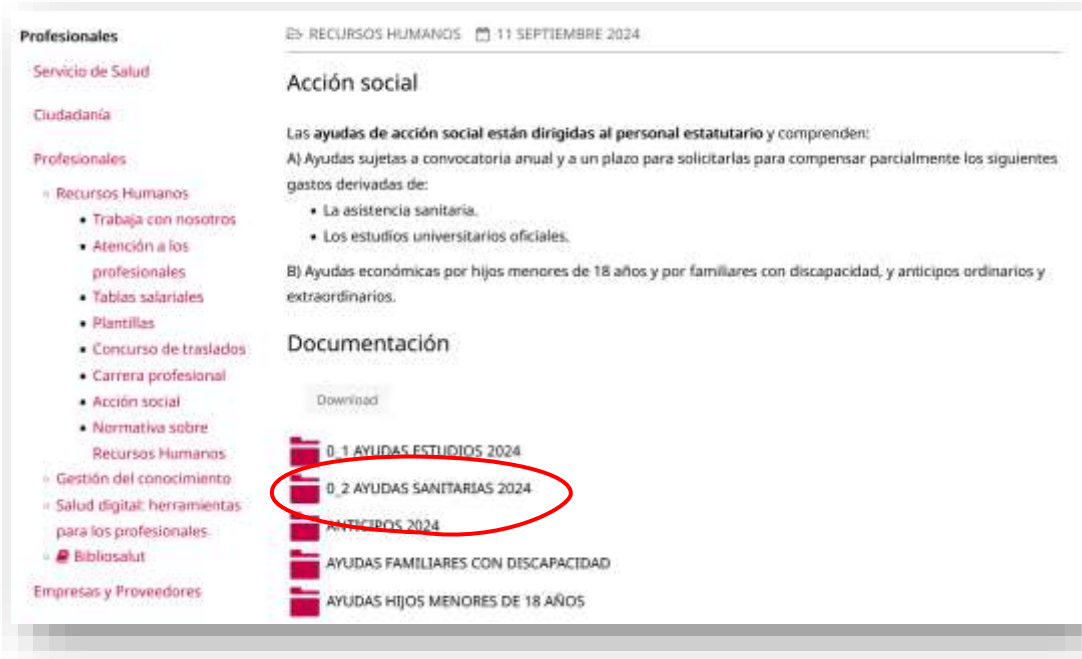 Profesionales
Servicio de Salud
Ciudadanía
Profesionales
Recursos Humanos
Trabaja con nosotros
Atención a los
profesionales
Tablas salariales
Plantillas
Concurso de traslados
Carrera profesional
Acción social
Normativa sobre
Recursos Humanos
Gestión del conocimiento
Salud digital: herramientas
para los profesionales
Bibliosalut
Empresas y Proveedores
RECURSOS HUMANOS 11 SEPTIEMBRE 2024
Acción social
Las ayudas de acción social están dirigidas al personal estatutario y comprenden:
A) Ayudas sujetas a convocatoria anual y a un plazo para solicitarlas para compensar parcialmente los siguientes
gastos derivadas de:
La asistencia sanitaria.
Los estudios universitarios oficiales.
B) Ayudas económicas por hijos menores de 18 años y por familiares con discapacidad, y anticipos ordinarios y
extraordinarios.
Documentación
Download
0_1 AYUDAS ESTUDIOS 2024
0_2 AYUDAS SANITARIAS 2024
ANTICIPOS 2024
AYUDAS FAMILIARES CON DISCAPACIDAD
AYUDAS HIJOS MENORES DE 18 AÑOS